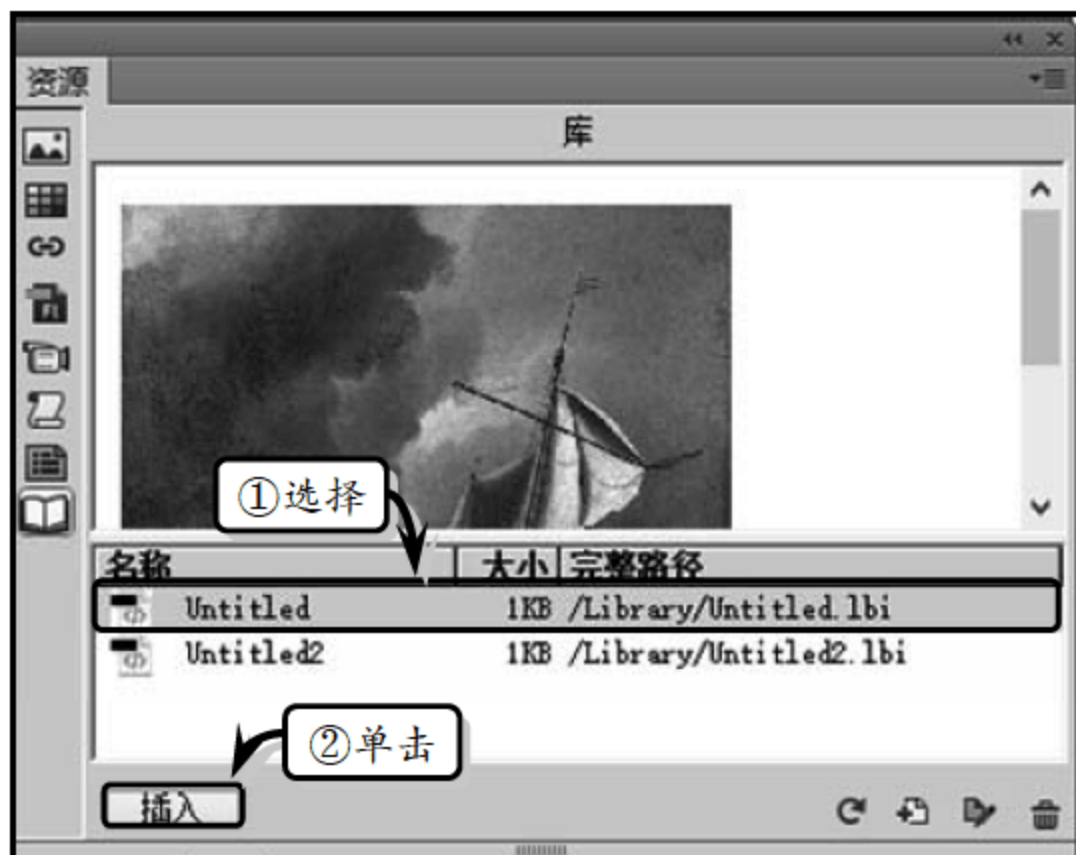 资源
库
①选择
名称 大小 完整路径
Untitled 1KB /Library/Untitled.lbi
Untitled2 1KB /Library/Untitled2.lbi
②单击
插入